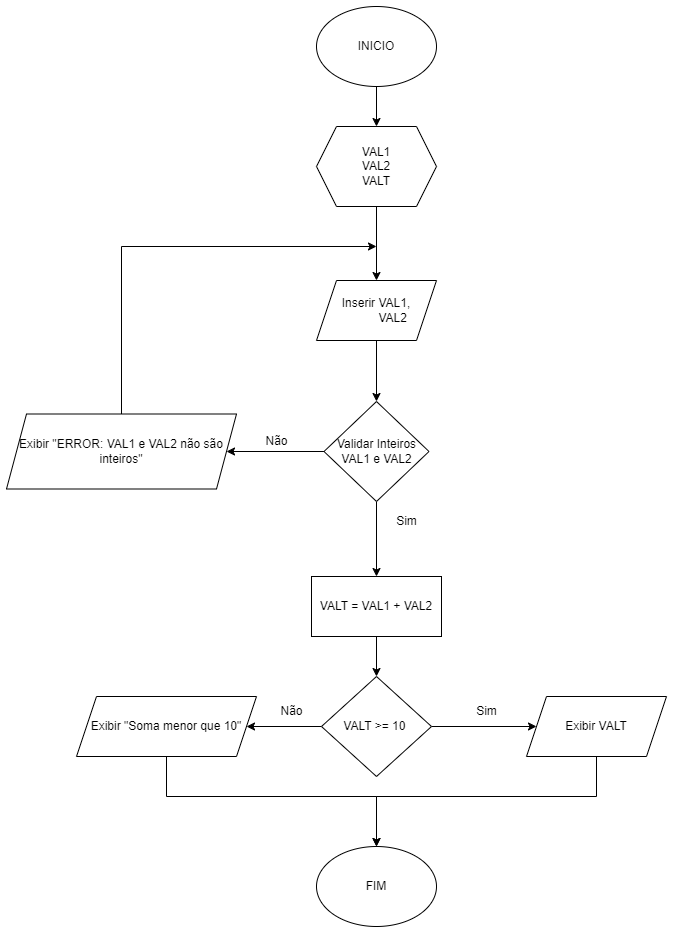 INICIO
VAL1
VAL2
VALT
Inserir VAL1,
VAL2
Validar Inteiros
VAL1 e VAL2
Não
Exibir "ERROR: VAL1 e VAL2 não são
inteiros"
Sim
VALT = VAL1 + VAL2
VALT >= 10
Não
Exibir "Soma menor que 10"
Sim
Exibir VALT
FIM